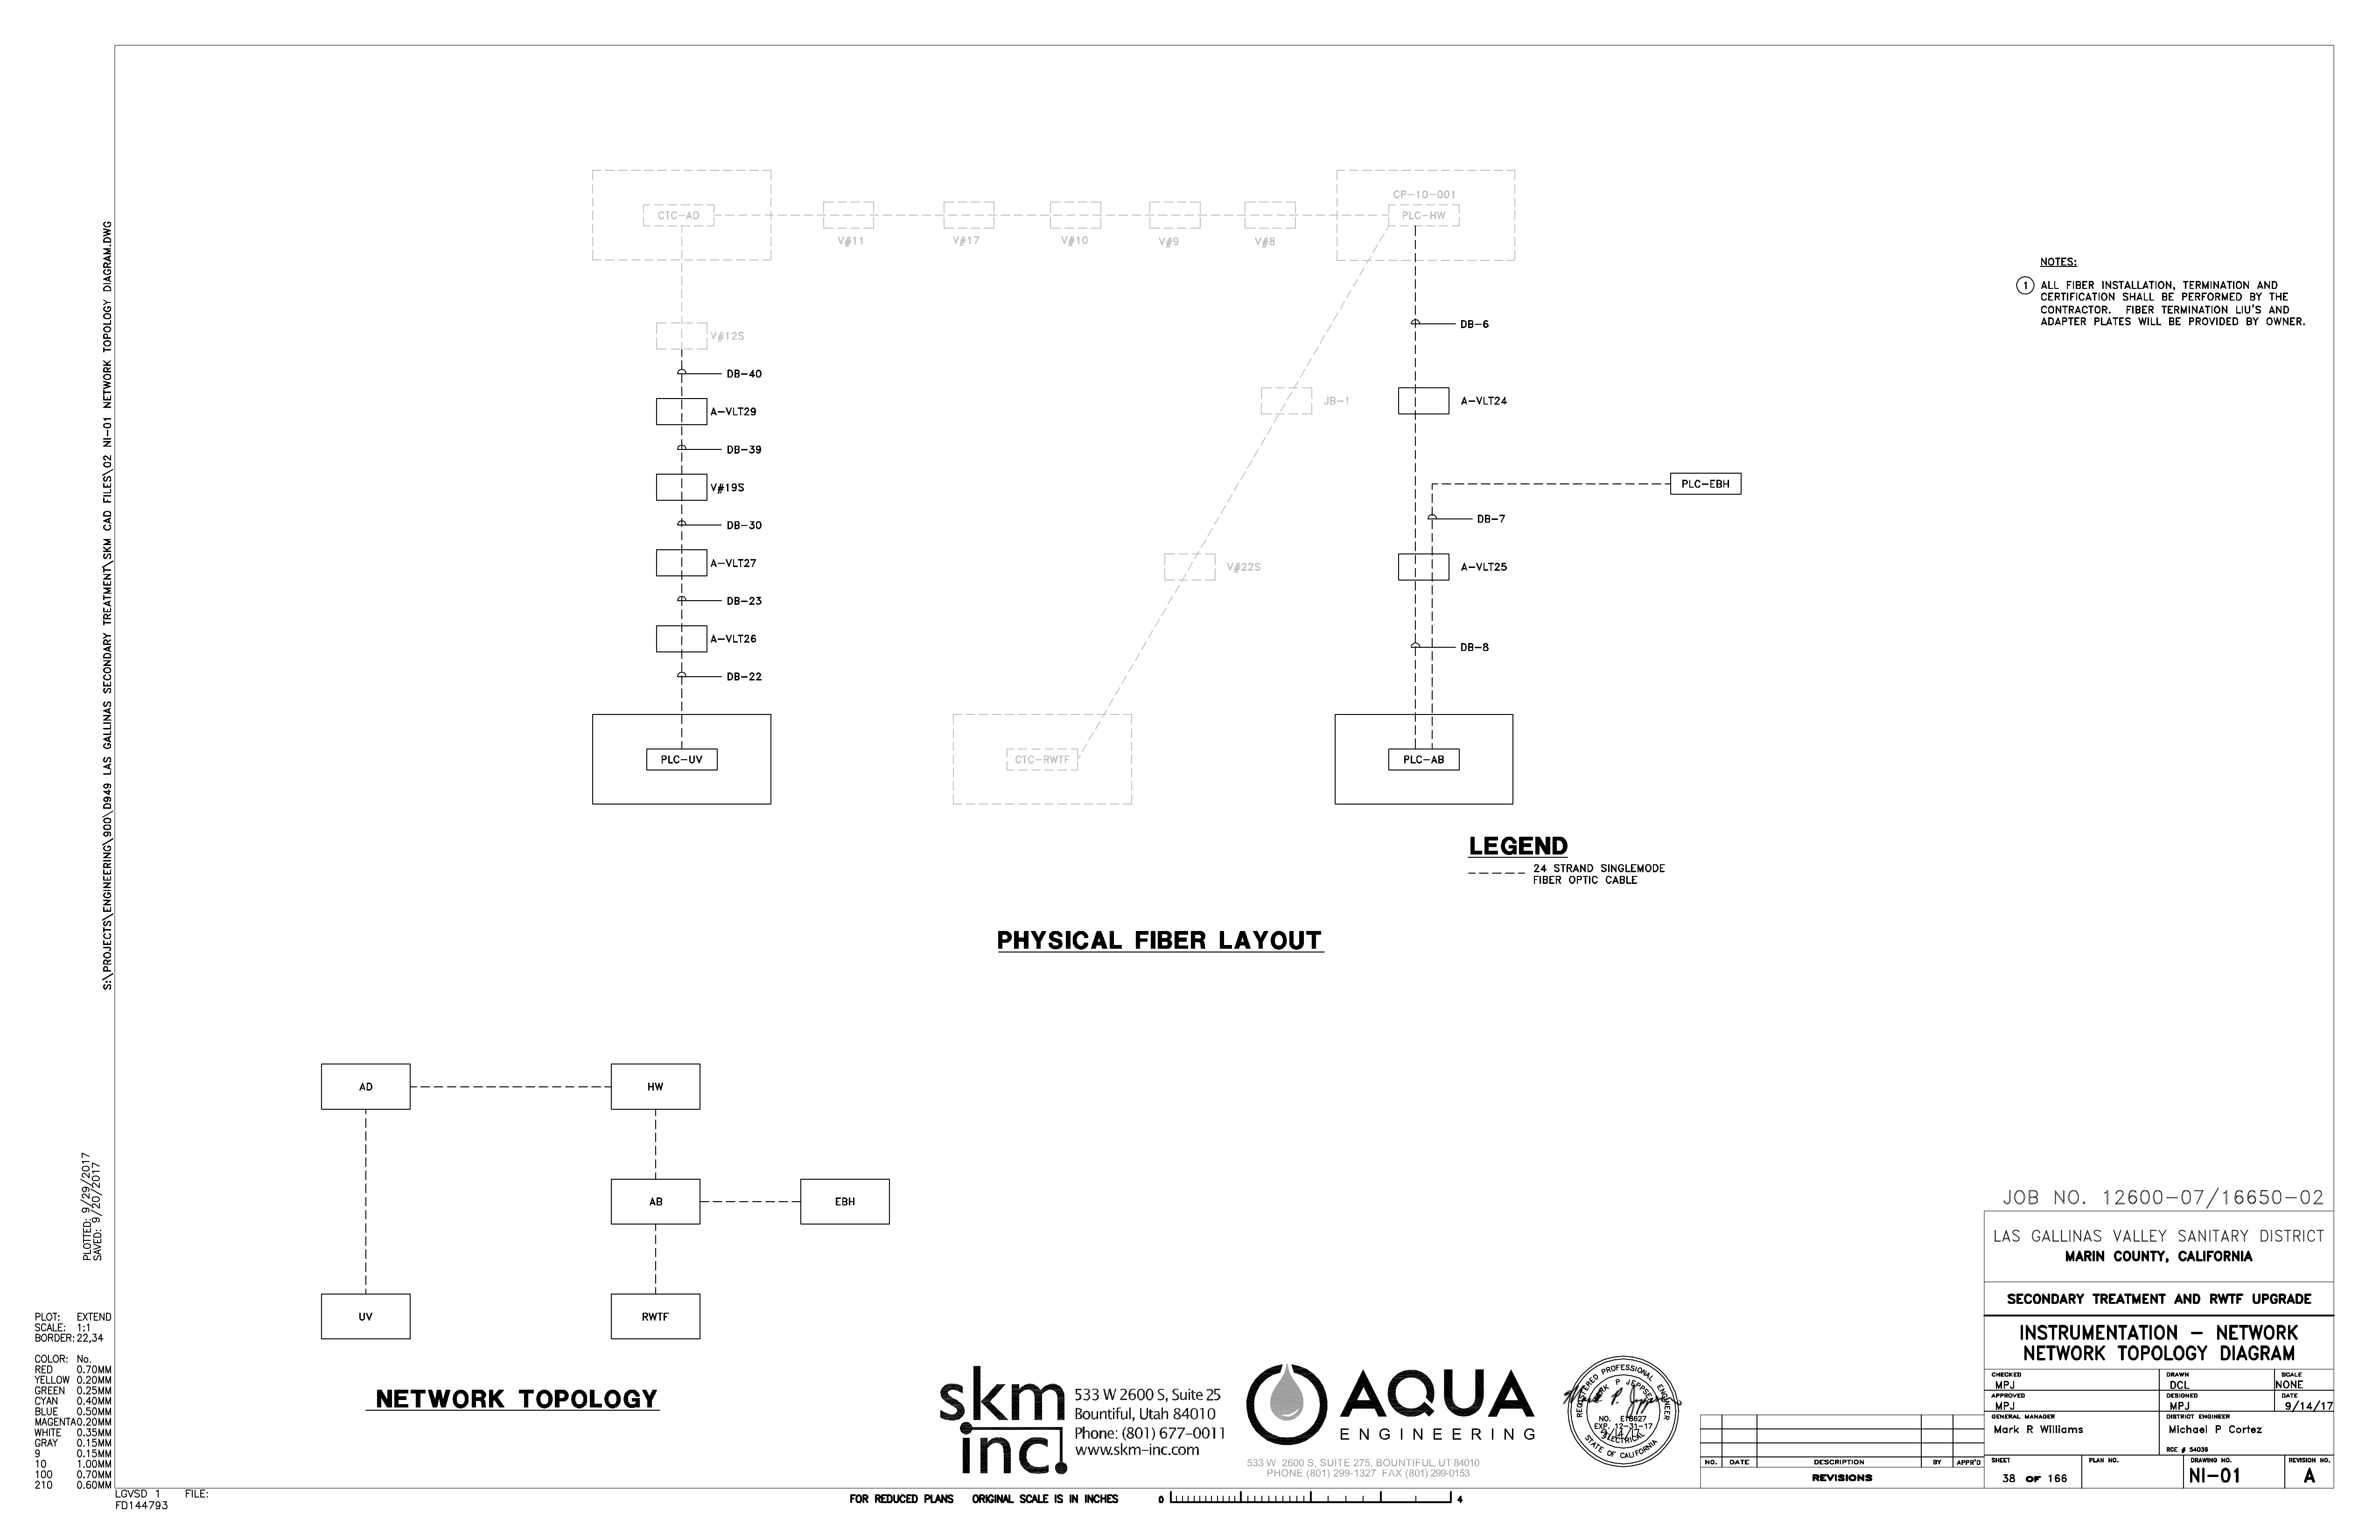 CTC-AD
V#11
V#17
V#10
V#9
V#8
CP-10-001
PLC-HW
V#12S
DB-40
A-VLT29
DB-39
V#19S
DB-30
A-VLT27
DB-23
A-VLT26
DB-22
PLC-UV
JB-1
V#22S
CTC-RWTF
DB-6
A-VLT24
PLC-EBH
DB-7
A-VLT25
DB-8
PLC-AB
NOTES:
1 ALL FIBER INSTALLATION, TERMINATION AND
CERTIFICATION SHALL BE PERFORMED BY THE
CONTRACTOR. FIBER TERMINATION LIU'S AND
ADAPTER PLATES WILL BE PROVIDED BY OWNER.
LEGEND
24 STRAND SINGLEMODE
FIBER OPTIC CABLE
PHYSICAL FIBER LAYOUT
AD
HW
AB
EBH
UV
RWTF
NETWORK TOPOLOGY
S:\PROJECTS\ENGINEERING\900\D949 LAS GALLINAS SECONDARY TREATMENT\SKM CAD FILES\02 NI-01 NETWORK TOPOLOGY DIAGRAM.DWG
PLOTTED: 9/29/2017
SAVED: 9/20/2017
PLOT: EXTEND
SCALE: 1:1
BORDER: 22,34
COLOR: No.
RED 0.70MM
YELLOW 0.20MM
GREEN 0.25MM
CYAN 0.40MM
BLUE 0.50MM
MAGENTA 0.20MM
WHITE 0.35MM
GRAY 0.15MM
9 0.15MM
10 1.00MM
100 0.70MM
210 0.60MM
LGVSD 1 FILE:
FD144793
skm
inc.
533 W 2600 S, Suite 25
Bountiful, Utah 84010
Phone: (801) 677-0011
www.skm-inc.com
AQUA
ENGINEERING
533 W 2600 S, SUITE 275, BOUNTIFUL, UT 84010
PHONE (801) 299-1327 FAX (801) 299-0153
REGISTERED PROFESSIONAL ENGINEER
MARK P JEPPSEN
NO. E18627
EXP. 12-31-17
9/14/17
ELECTRICAL
STATE OF CALIFORNIA
FOR REDUCED PLANS ORIGINAL SCALE IS IN INCHES 0 4
NO. DATE DESCRIPTION BY APPR'D
REVISIONS
JOB NO. 12600-07/16650-02
LAS GALLINAS VALLEY SANITARY DISTRICT
MARIN COUNTY, CALIFORNIA
SECONDARY TREATMENT AND RWTF UPGRADE
INSTRUMENTATION - NETWORK
NETWORK TOPOLOGY DIAGRAM
CHECKED DRAWN SCALE
MPJ DCL NONE
APPROVED DESIGNED DATE
MPJ MPJ 9/14/17
GENERAL MANAGER DISTRICT ENGINEER
Mark R Williams Michael P Cortez
RCE # 54039
SHEET PLAN NO. DRAWING NO. REVISION NO.
38 OF 166 NI-01 A